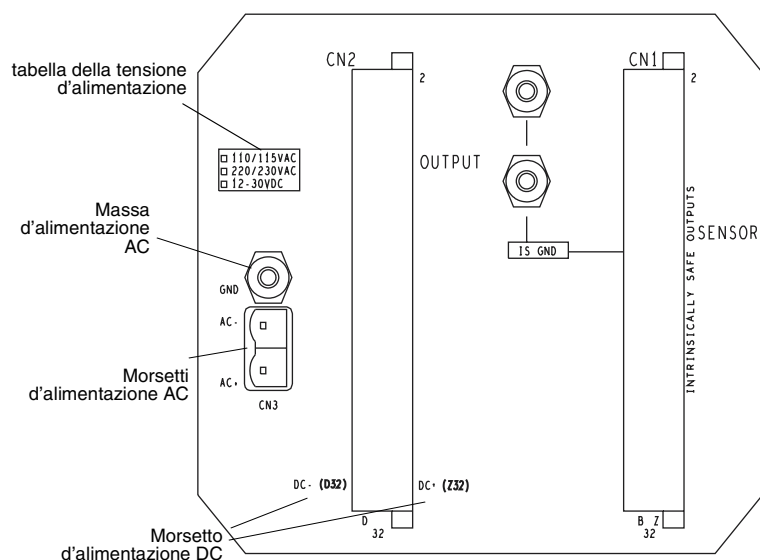 tabella della tensione
d'alimentazione
CN2
2
CN1
2
110/115VAC
220/230VAC
12-30VDC
OUTPUT
Massa
d'alimentazione
AC
SENSOR
IS GND
INTRINSICALLY SAFE OUTPUTS
GND
AC -
Morsetti
d'alimentazione AC
AC+
CN3
DC - (D32)
DC+ (Z32)
D
32
B Z
32
Morsetto
d'alimentazione DC